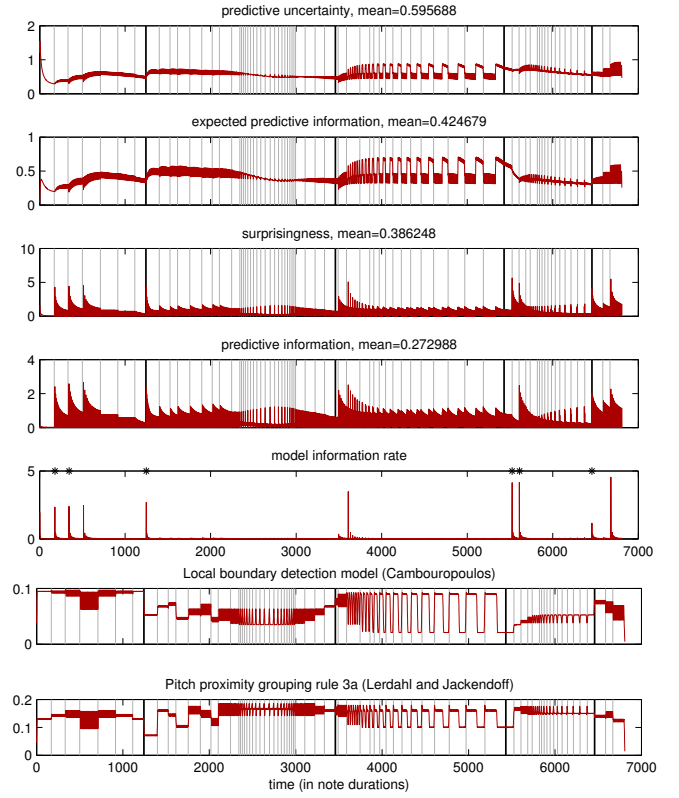 predictive uncertainty, mean=0.595688
2
1
0
expected predictive information, mean=0.424679
1
0.5
0
surprisingness, mean=0.386248
10
5
0
predictive information, mean=0.272988
4
2
0
model information rate
5
* * * * * *
0
0 1000 2000 3000 4000 5000 6000 7000
Local boundary detection model (Cambouropoulos)
0.1
0
Pitch proximity grouping rule 3a (Lerdahl and Jackendoff)
0.2
0.1
0
0 1000 2000 3000 4000 5000 6000 7000
time (in note durations)